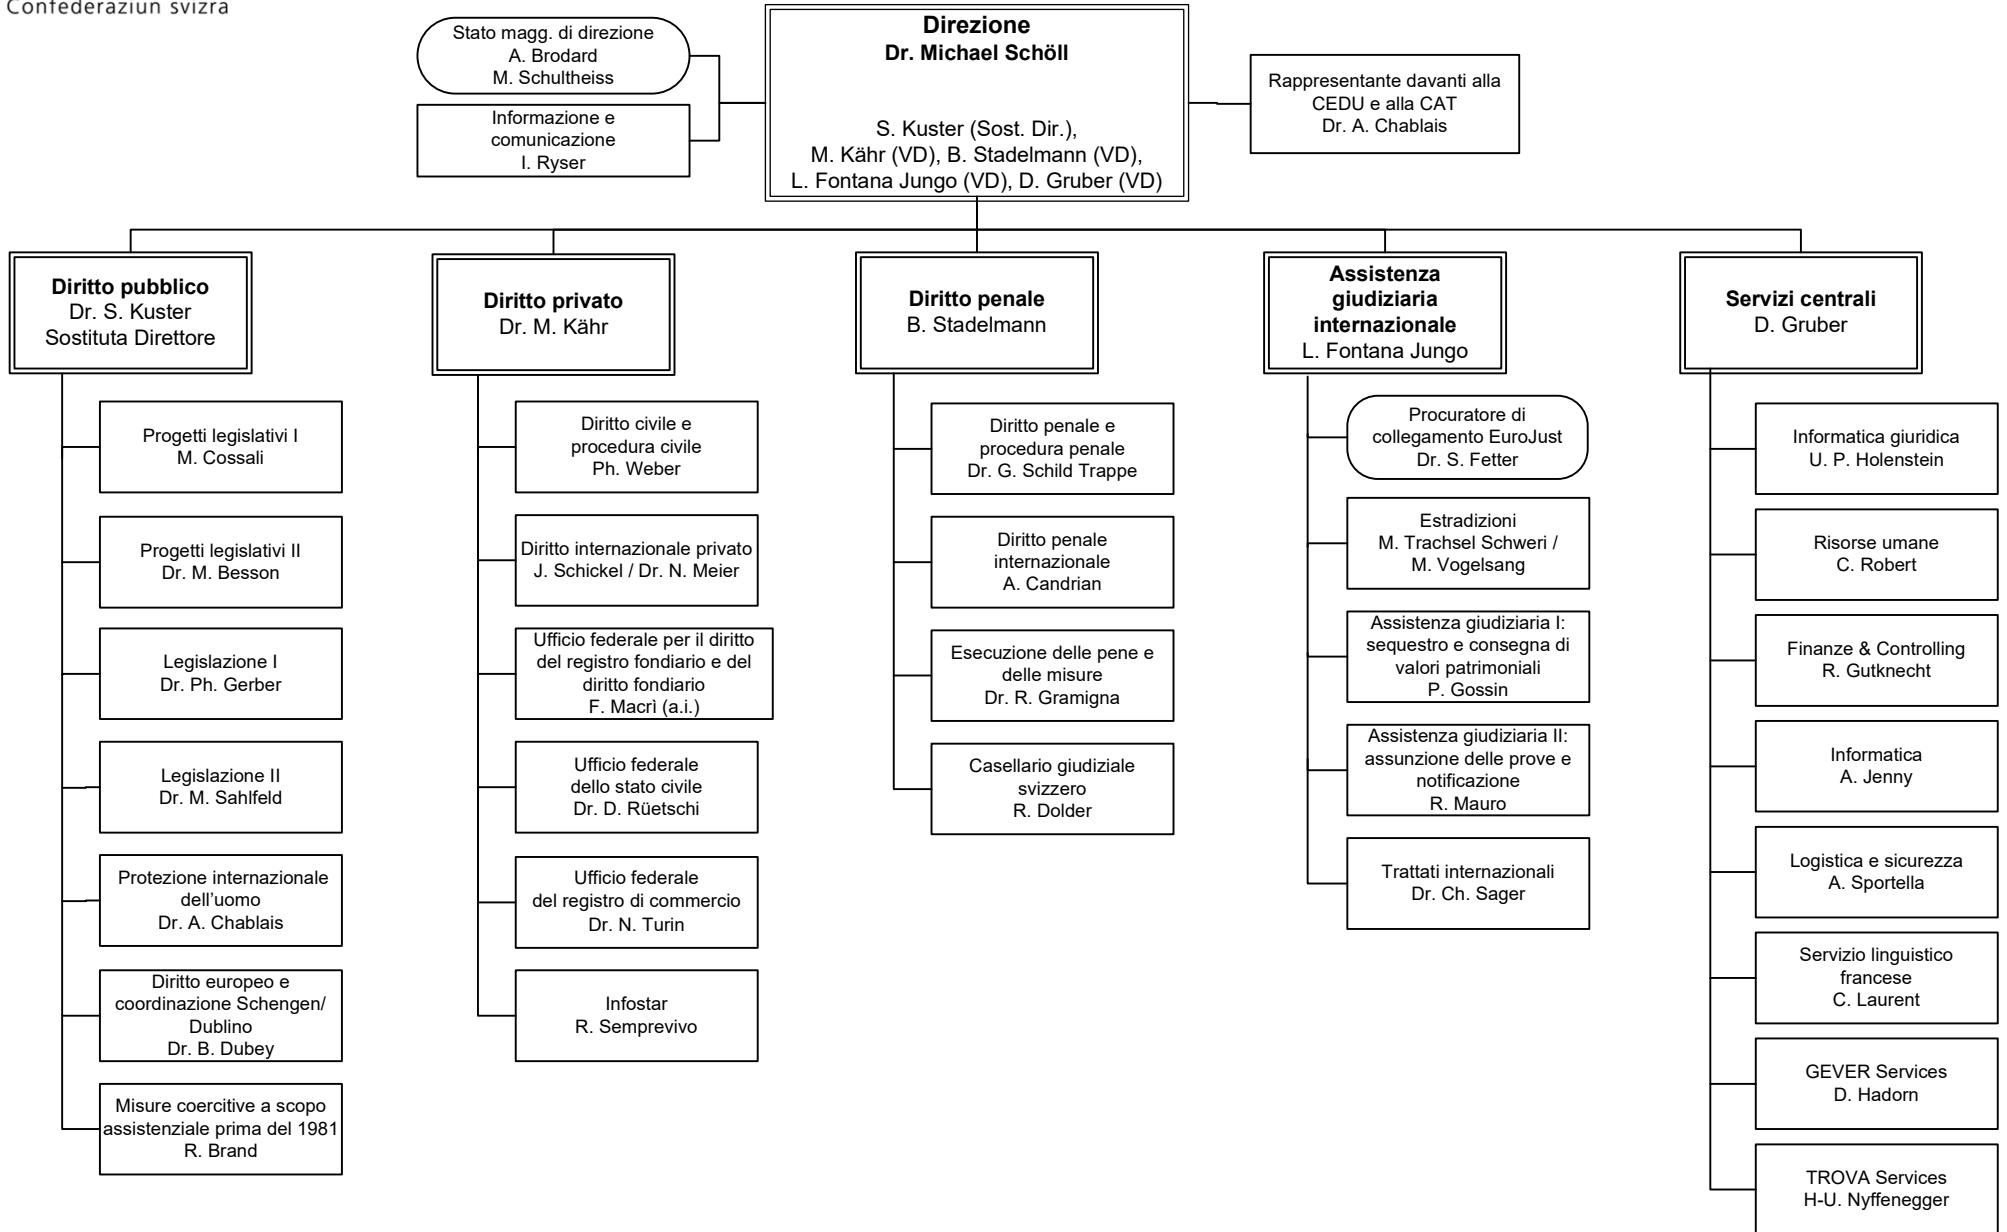 Confederaziun svizra
Stato magg. di direzione
A. Brodard
M. Schultheiss
Informazione e
comunicazione
I. Ryser
Direzione
Dr. Michael Schöll
S. Kuster (Sost. Dir.),
M. Kähr (VD), B. Stadelmann (VD),
L. Fontana Jungo (VD), D. Gruber (VD)
Rappresentante davanti alla
CEDU e alla CAT
Dr. A. Chablais
Diritto pubblico
Dr. S. Kuster
Sostituta Direttore
Progetti legislativi I
M. Cossali
Progetti legislativi II
Dr. M. Besson
Legislazione I
Dr. Ph. Gerber
Legislazione II
Dr. M. Sahlfeld
Protezione internazionale
dell'uomo
Dr. A. Chablais
Diritto europeo e
coordinazione Schengen/
Dublino
Dr. B. Dubey
Misure coercitive a scopo
assistenziale prima del 1981
R. Brand
Diritto privato
Dr. M. Kähr
Diritto civile e
procedura civile
Ph. Weber
Diritto internazionale privato
J. Schickel / Dr. N. Meier
Ufficio federale per il diritto
del registro fondiario e del
diritto fondiario
F. Macrì (a.i.)
Ufficio federale
dello stato civile
Dr. D. Rüetschi
Ufficio federale
del registro di commercio
Dr. N. Turin
Infostar
R. Semprevivo
Diritto penale
B. Stadelmann
Diritto penale e
procedura penale
Dr. G. Schild Trappe
Diritto penale
internazionale
A. Candrian
Esecuzione delle pene e
delle misure
Dr. R. Gramigna
Casellario giudiziale
svizzero
R. Dolder
Assistenza
giudiziaria
internazionale
L. Fontana Jungo
Procuratore di
collegamento EuroJust
Dr. S. Fetter
Estradizioni
M. Trachsel Schweri /
M. Vogelsang
Assistenza giudiziaria I:
sequestro e consegna di
valori patrimoniali
P. Gossin
Assistenza giudiziaria II:
assunzione delle prove e
notificazione
R. Mauro
Trattati internazionali
Dr. Ch. Sager
Servizi centrali
D. Gruber
Informatica giuridica
U. P. Holenstein
Risorse umane
C. Robert
Finanze & Controlling
R. Gutknecht
Informatica
A. Jenny
Logistica e sicurezza
A. Sportella
Servizio linguistico
francese
C. Laurent
GEVER Services
D. Hadorn
TROVA Services
H-U. Nyffenegger